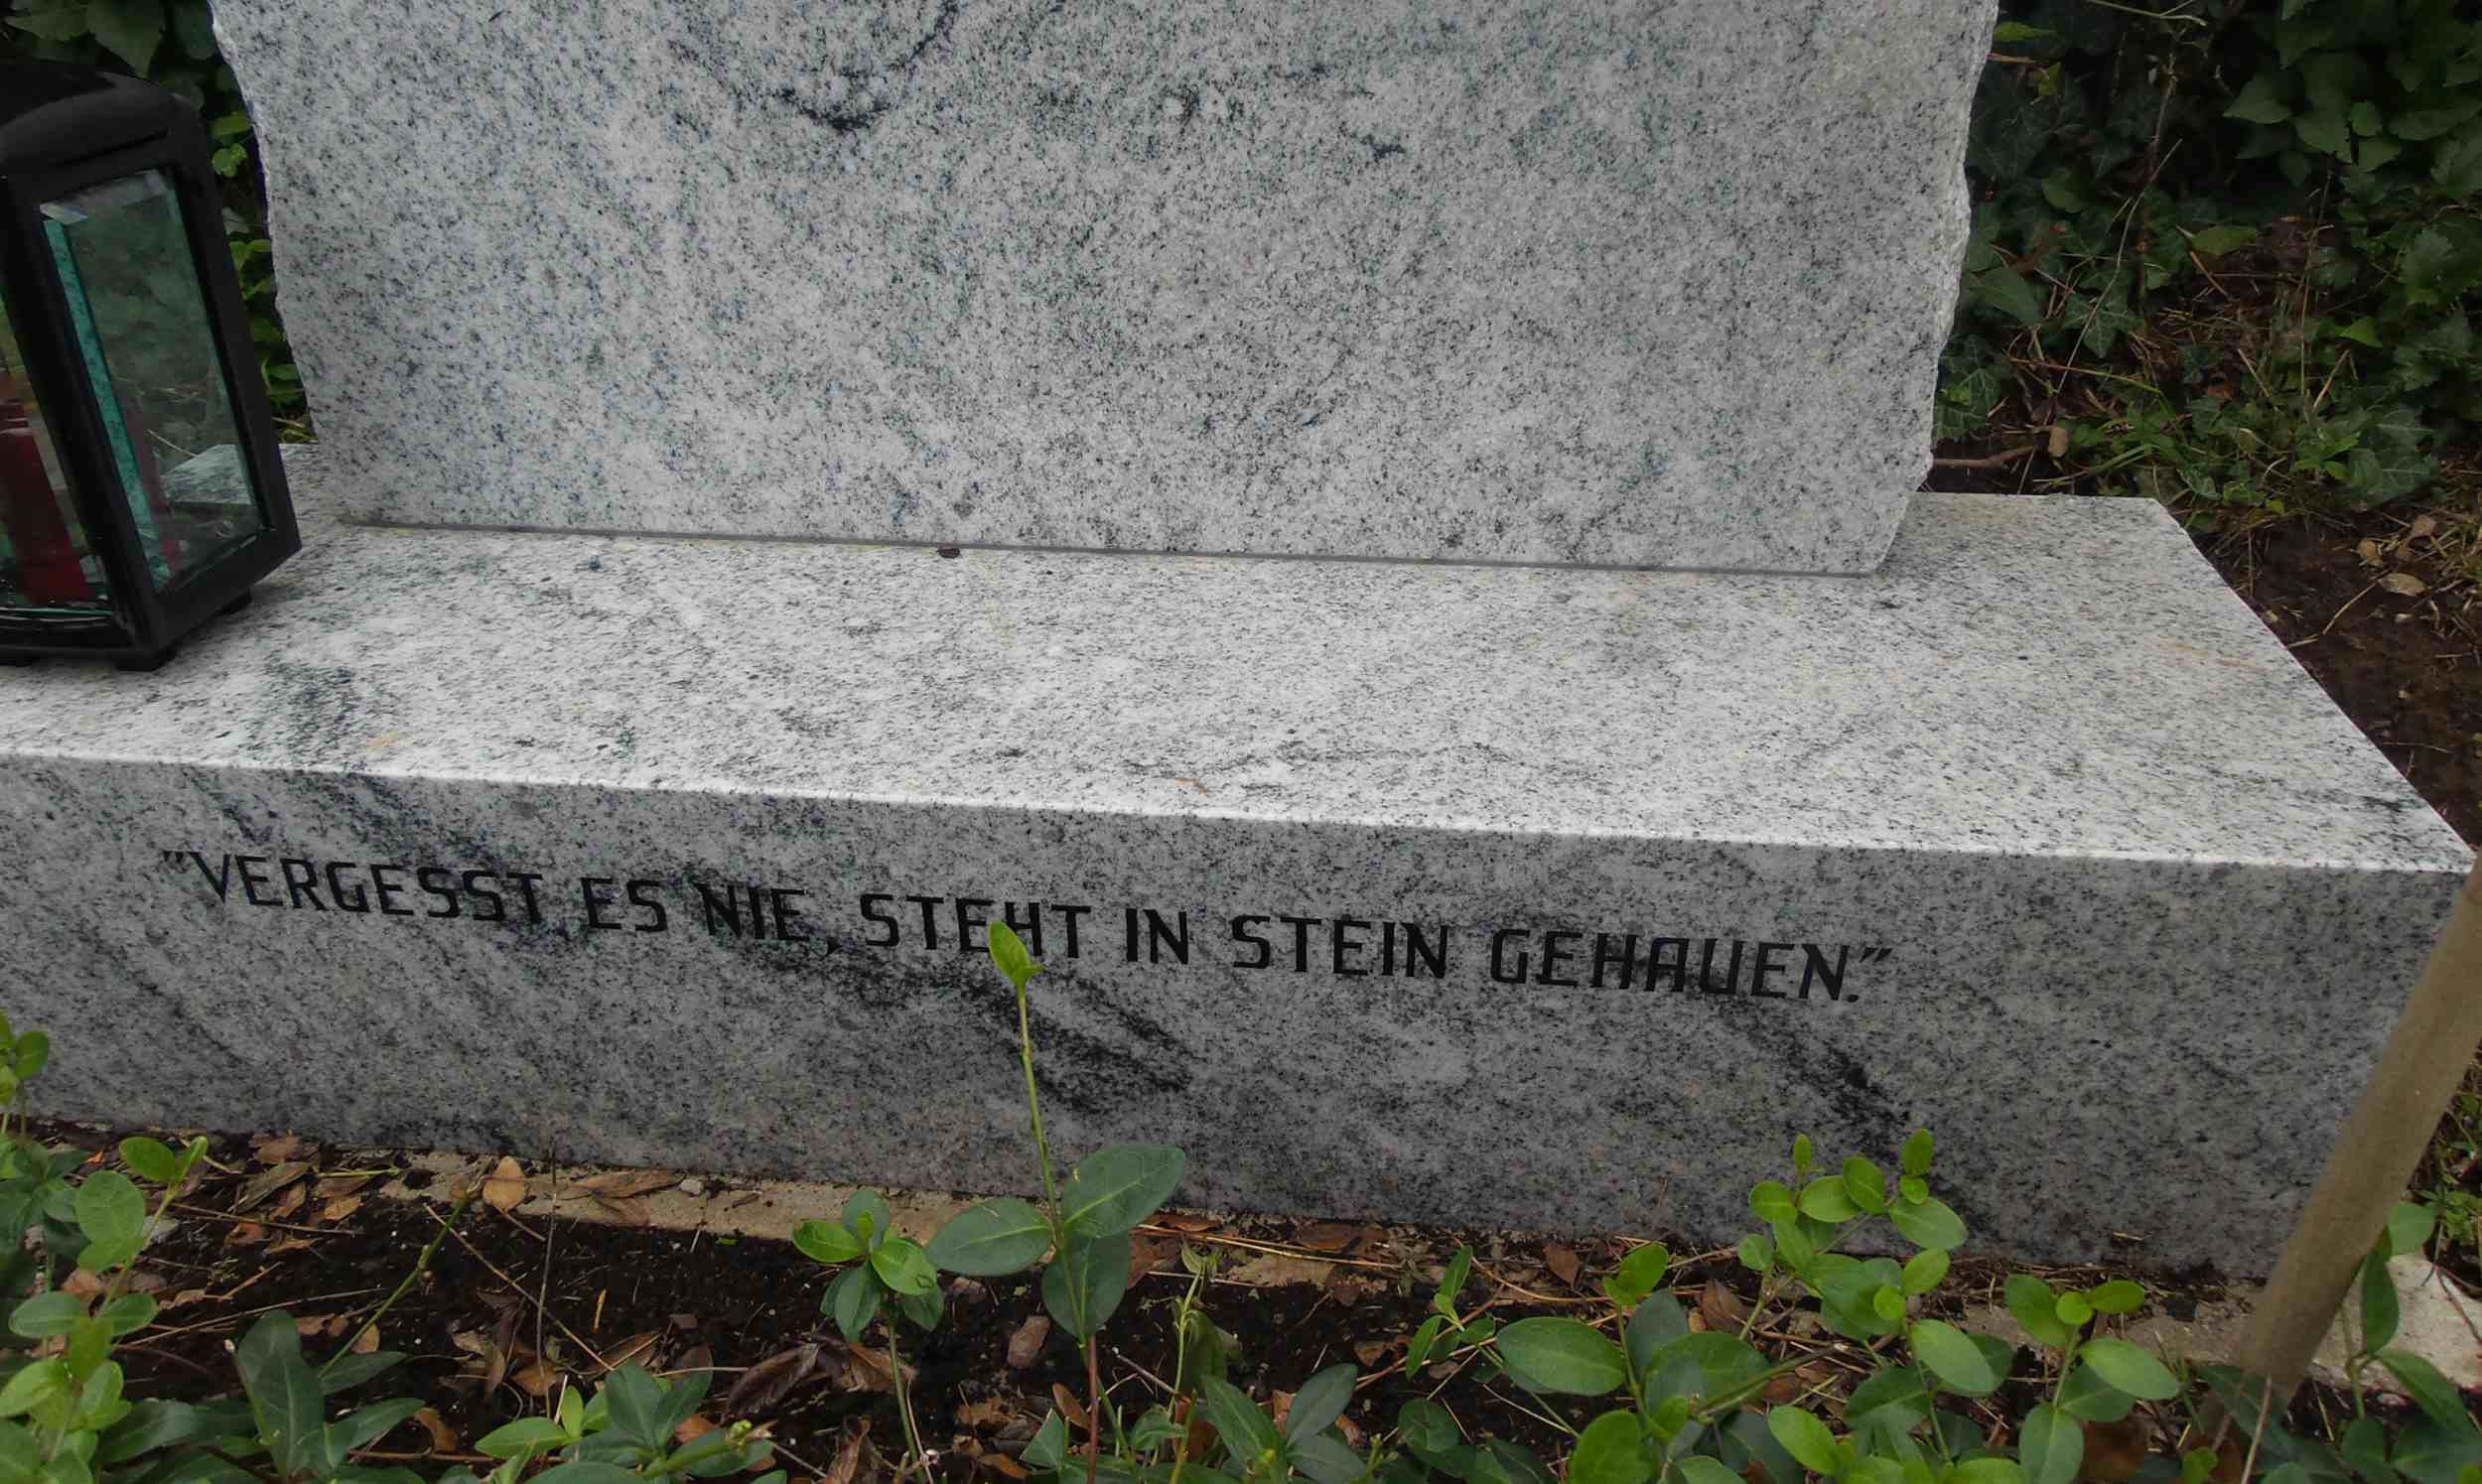 "VERGESST ES NIE, STEHT IN STEIN GEHAUEN."